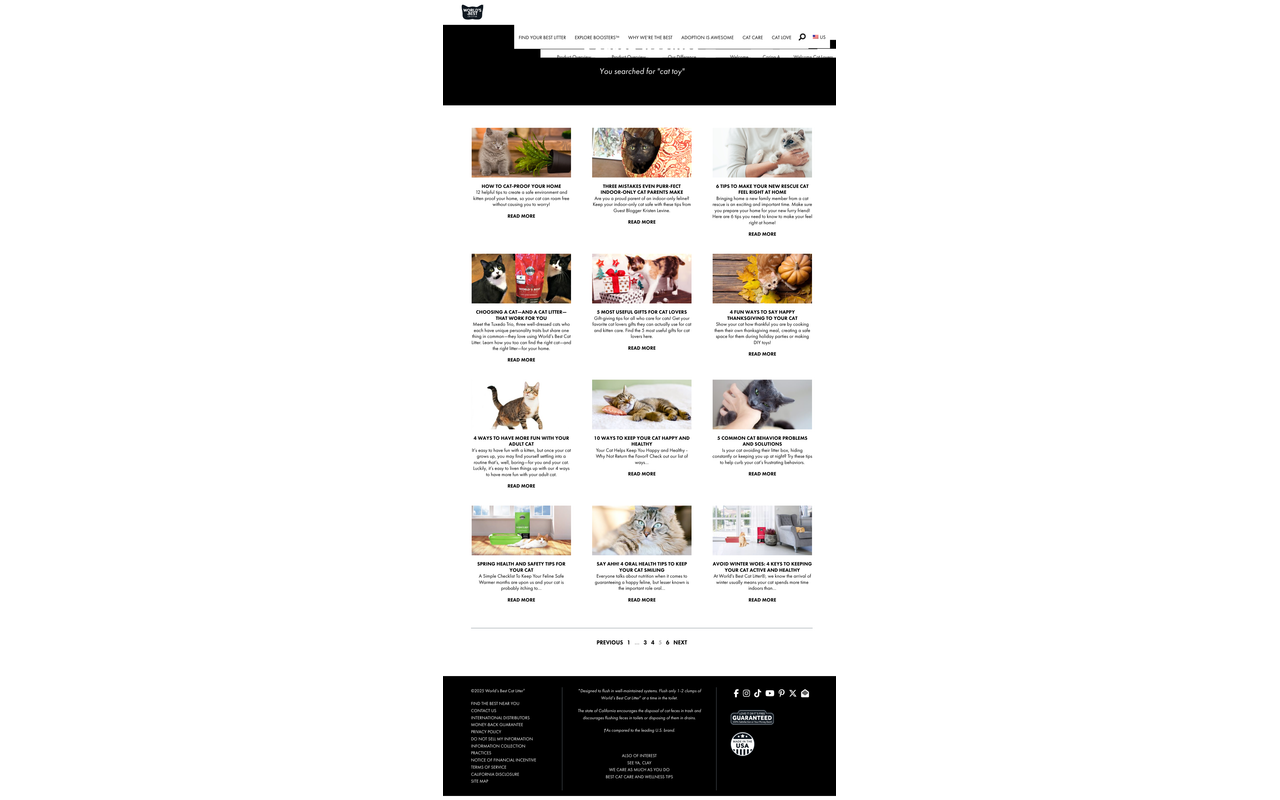 WORLD'S BEST
FIND YOUR BEST LITTER EXPLORE BOOSTERS™ WHY WE'RE THE BEST ADOPTION IS AWESOME CAT CARE CAT LOVE US
You searched for "cat toy"
HOW TO CAT-PROOF YOUR HOME
12 helpful tips to create a safe environment and
kitten proof your home, so your cat can roam free
without causing you to worry!
READ MORE
THREE MISTAKES EVEN PURR-FECT
INDOOR-ONLY CAT PARENTS MAKE
Are you a proud parent of an indoor-only feline?
Keep your indoor-only cat safe with these tips from
Guest Blogger Kristen Levine.
READ MORE
6 TIPS TO MAKE YOUR NEW RESCUE CAT
FEEL RIGHT AT HOME
Bringing home a new family member from a cat
rescue is an exciting and important time. Make sure
you prepare your home for your new furry friend!
Here are 6 tips you need to know to make your feel
right at home!
READ MORE
CHOOSING A CAT—AND A CAT LITTER—
THAT WORK FOR YOU
Meet the Tuxedo Trio, three well-dressed cats who
each have unique personality traits but share one
thing in common—they love using World's Best Cat
Litter. Learn how you too can find the right cat—and
the right litter—for your home.
READ MORE
5 MOST USEFUL GIFTS FOR CAT LOVERS
Gift-giving tips for all who care for cats! Get your
favorite cat lovers gifts they can actually use for cat
and kitten care. Find the 5 most useful gifts for cat
lovers here.
READ MORE
4 FUN WAYS TO SAY HAPPY
THANKSGIVING TO YOUR CAT
Show your cat how thankful you are by cooking
them their own thanksgiving meal, creating a safe
space for them during holiday parties or making
DIY toys!
READ MORE
4 WAYS TO HAVE MORE FUN WITH YOUR
ADULT CAT
It's easy to have fun with a kitten, but once your cat
grows up, you may find yourself settling into a
routine that's, well, boring—for you and your cat.
Luckily, it's easy to liven things up with our 4 ways
to have more fun with your adult cat.
READ MORE
10 WAYS TO KEEP YOUR CAT HAPPY AND
HEALTHY
Your Cat Helps Keep You Happy and Healthy -
Why Not Return the Favor? Check out our list of
ways...
READ MORE
5 COMMON CAT BEHAVIOR PROBLEMS
AND SOLUTIONS
Is your cat avoiding their litter box, hiding
constantly or keeping you up at night? Try these tips
to help curb your cat's frustrating behaviors.
READ MORE
SPRING HEALTH AND SAFETY TIPS FOR
YOUR CAT
A Simple Checklist To Keep Your Feline Safe
Warmer months are upon us and your cat is
probably itching to...
READ MORE
SAY AHH! 4 ORAL HEALTH TIPS TO KEEP
YOUR CAT SMILING
Everyone talks about nutrition when it comes to
guaranteeing a happy feline, but lesser known is
the important role oral...
READ MORE
AVOID WINTER WOES: 4 KEYS TO KEEPING
YOUR CAT ACTIVE AND HEALTHY
At World's Best Cat Litter®, we know the arrival of
winter usually means your cat spends more time
indoors than...
READ MORE
PREVIOUS 1 ... 3 4 5 6 NEXT
©2025 World's Best Cat Litter®
FIND THE BEST NEAR YOU
CONTACT US
INTERNATIONAL DISTRIBUTORS
MONEY-BACK GUARANTEE
PRIVACY POLICY
DO NOT SELL MY INFORMATION
INFORMATION COLLECTION
PRACTICES
NOTICE OF FINANCIAL INCENTIVE
TERMS OF SERVICE
CALIFORNIA DISCLOSURE
SITE MAP
*Designed to flush in well-maintained systems. Flush only 1-2 clumps of
World's Best Cat Litter® at a time in the toilet.
The state of California encourages the disposal of cat feces in trash and
discourages flushing feces in toilets or disposing of them in drains.
†As compared to the leading U.S. brand.
ALSO OF INTEREST
SEE YA, CLAY
WE CARE AS MUCH AS YOU DO
BEST CAT CARE AND WELLNESS TIPS
GUARANTEED
MADE IN THE
USA